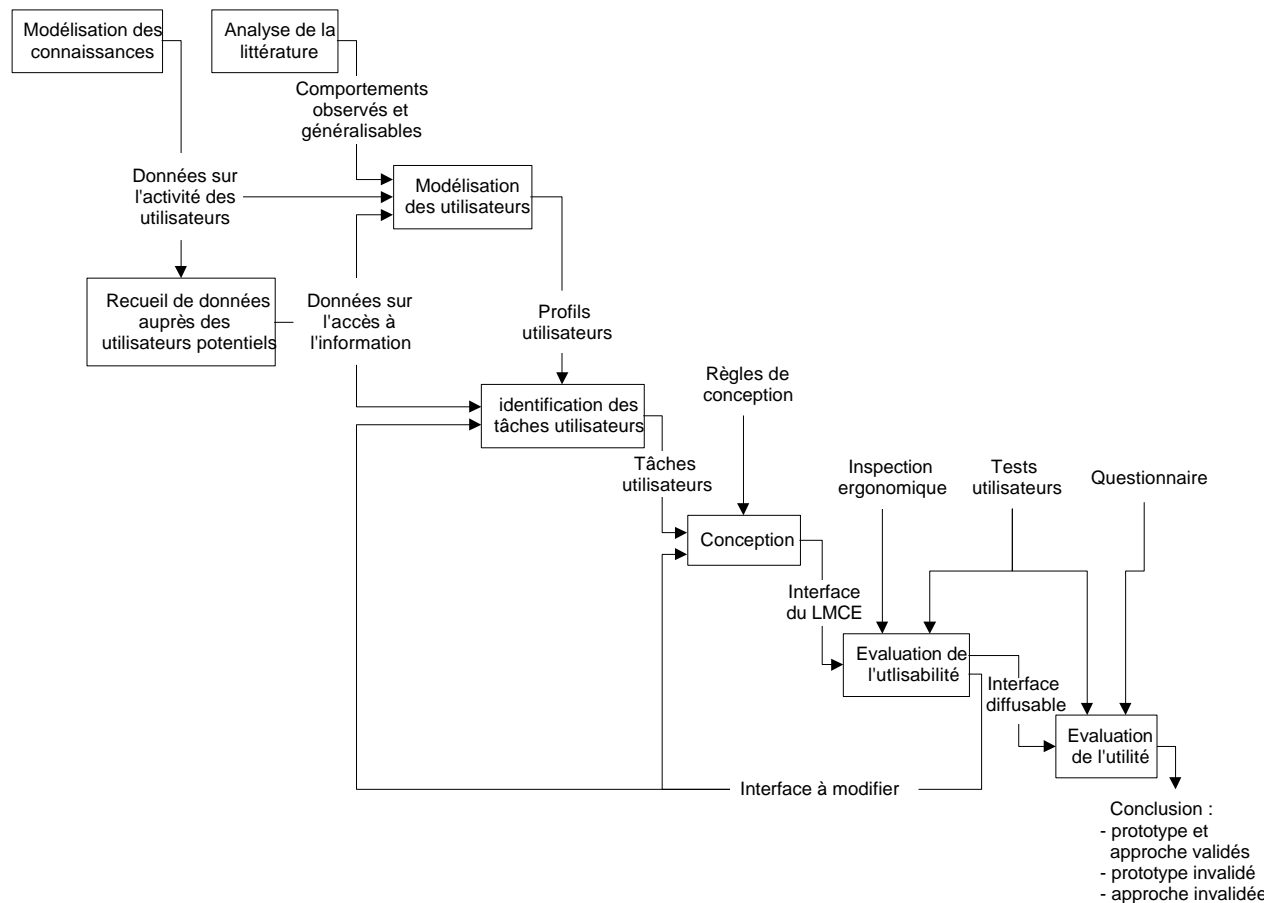 Modélisation des
connaissances
Analyse de la
littérature
Comportements
observés et
généralisables
Données sur
l'activité des
utilisateurs
Modélisation
des utilisateurs
Recueil de données
auprès des
utilisateurs potentiels
Données sur
l'accès à
l'information
Profils
utilisateurs
identification des
tâches utilisateurs
Règles de
conception
Tâches
utilisateurs
Inspection
ergonomique
Tests
utilisateurs
Questionnaire
Conception
Interface
du LMCE
Evaluation de
l'utlisabilité
Interface
diffusable
Evaluation
de l'utilité
Interface à modifier
Conclusion :
- prototype et
approche validés
- prototype invalidé
- approche invalidée